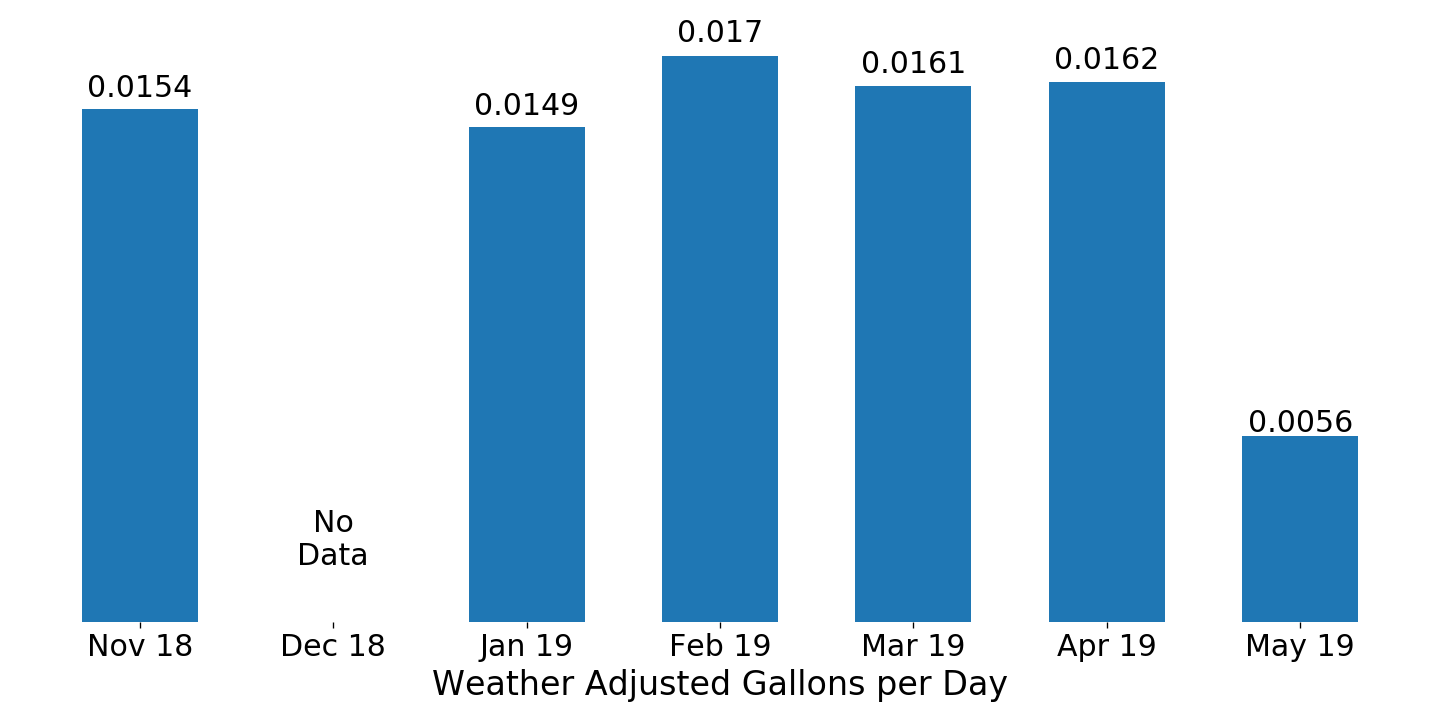 0.017
0.0162
0.0161
0.0154
0.0149
0.0056
No
Data
Nov 18 Dec 18 Jan 19 Feb 19 Mar 19 Apr 19 May 19
Weather Adjusted Gallons per Day